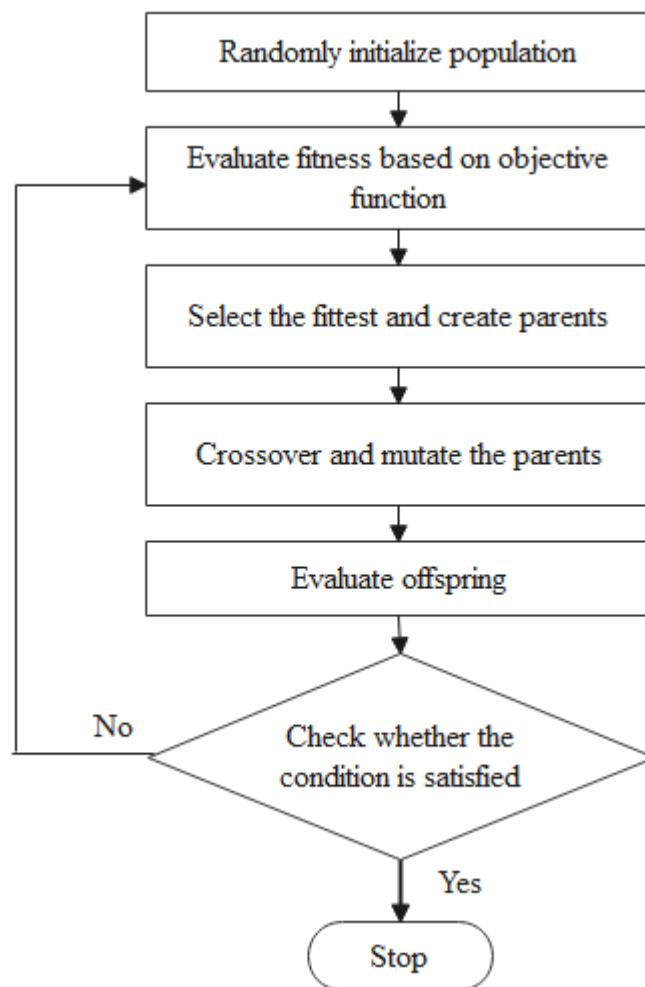 Randomly initialize population
Evaluate fitness based on objective
function
Select the fittest and create parents
Crossover and mutate the parents
Evaluate offspring
No
Check whether the
condition is satisfied
Yes
Stop